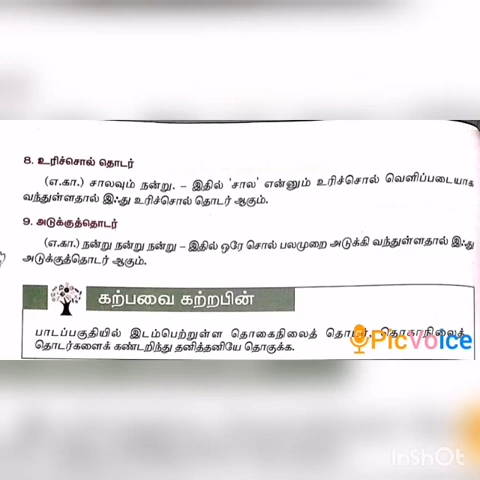 8. உரிச்சொல் தொடர்
(எ.கா.) சாலவும் நன்று. – இதில் 'சால' என்னும் உரிச்சொல் வெளிப்படையாக
வந்துள்ளதால் இஃது உரிச்சொல் தொடர் ஆகும்.
9. அடுக்குத்தொடர்
(எ.கா.) நன்று நன்று நன்று – இதில் ஒரே சொல் பலமுறை அடுக்கி வந்துள்ளதால் இஃது
அடுக்குத்தொடர் ஆகும்.
கற்பவை கற்றபின்
பாடப்பகுதியில் இடம்பெற்றுள்ள தொகைநிலைத் தொடர், தொகாநிலைத்
தொடர்களைக் கண்டறிந்து தனித்தனியே தொகுக்க.
PicVoice
InShOt